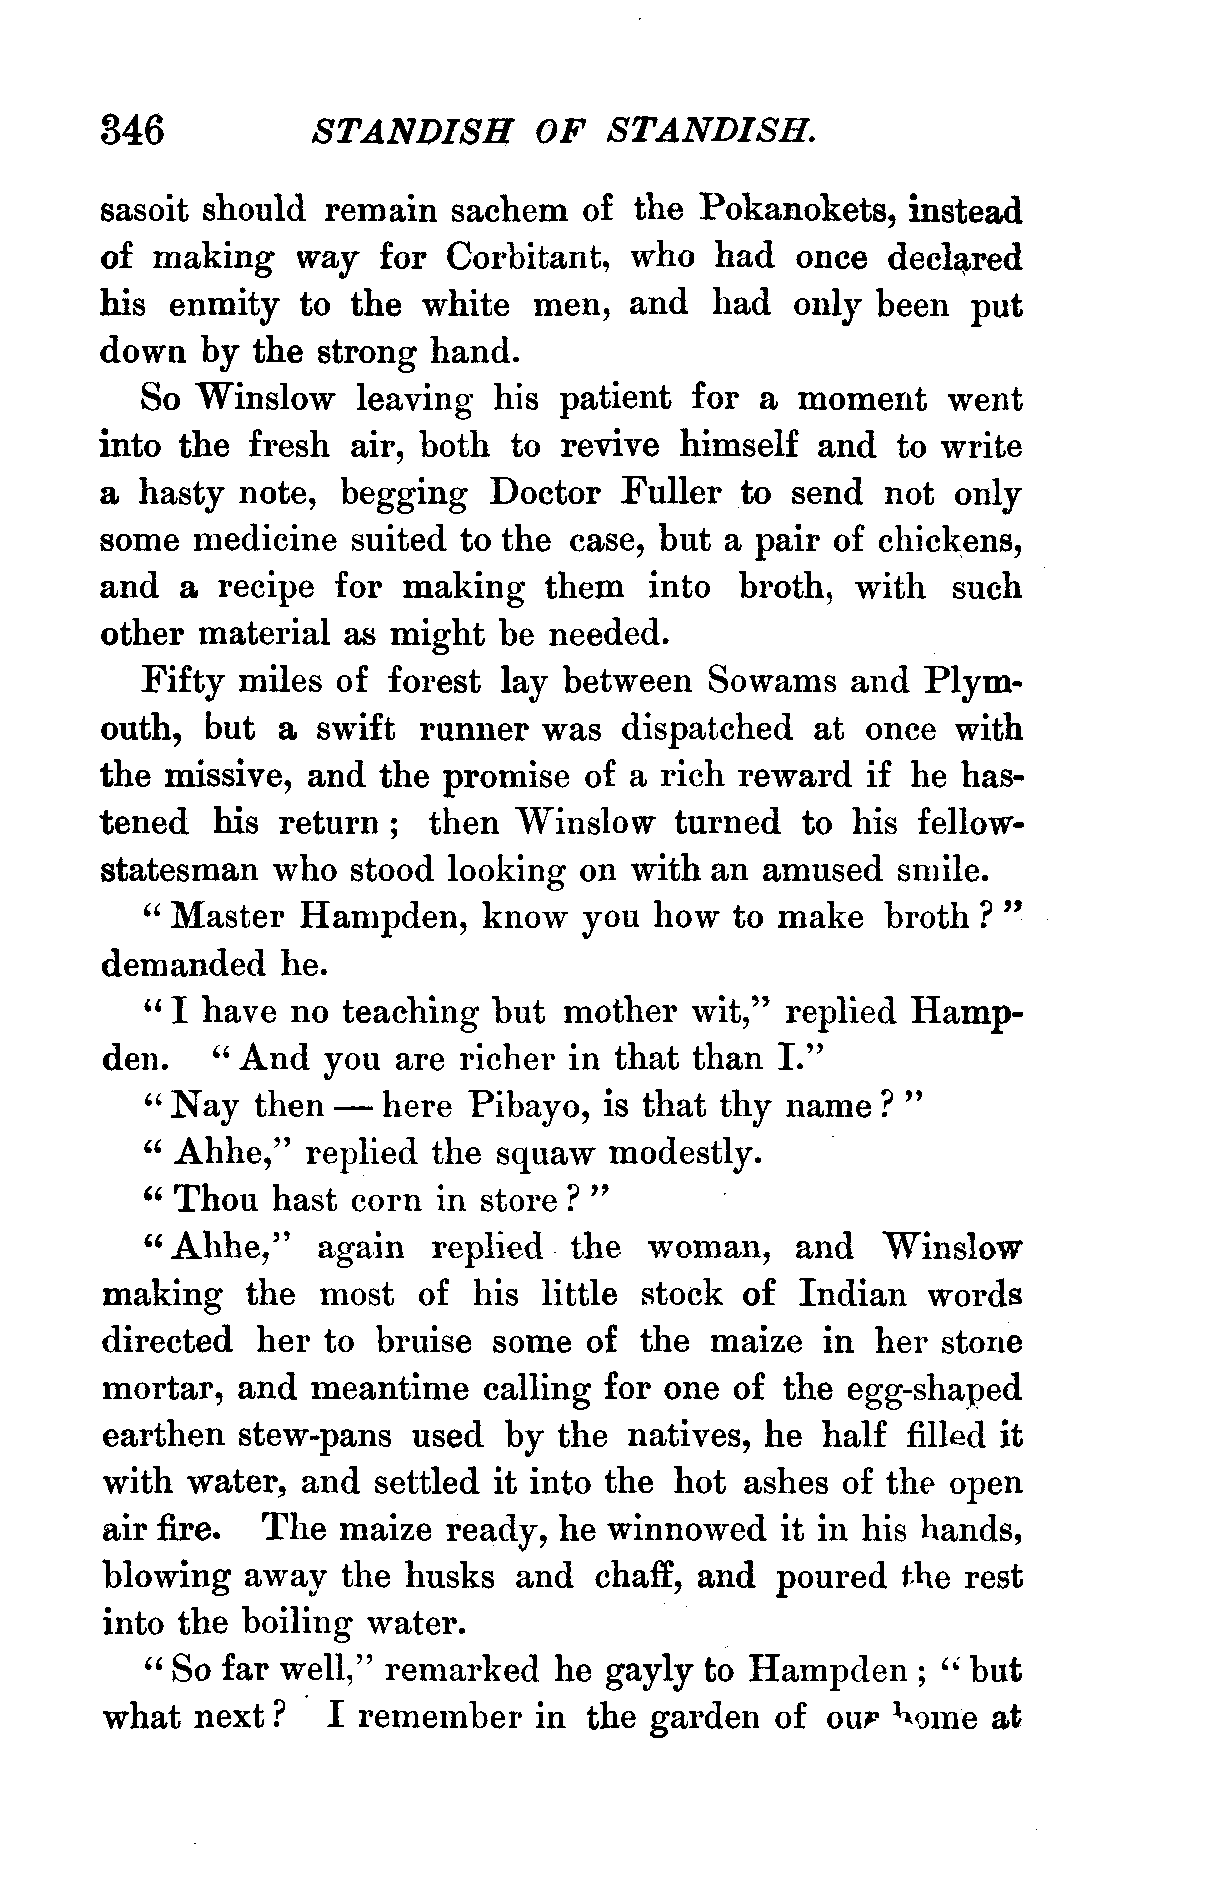 346 STANDISH OF STANDISH.
sasoit should remain sachem of the Pokanokets, instead
of making way for Corbitant, who had once declared
his enmity to the white men, and had only been put
down by the strong hand.
So Winslow leaving his patient for a moment went
into the fresh air, both to revive himself and to write
a hasty note, begging Doctor Fuller to send not only
some medicine suited to the case, but a pair of chickens,
and a recipe for making them into broth, with such
other material as might be needed.
Fifty miles of forest lay between Sowams and Plym-
outh, but a swift runner was dispatched at once with
the missive, and the promise of a rich reward if he has-
tened his return ; then Winslow turned to his fellow-
statesman who stood looking on with an amused smile.
“ Master Hampden, know you how to make broth ? ”
demanded he.
“ I have no teaching but mother wit,” replied Hamp-
den. “ And you are richer in that than I.”
“ Nay then — here Pibayo, is that thy name ? ”
“ Ahhe,” replied the squaw modestly.
“ Thou hast corn in store ? ”
“ Ahhe,” again replied the woman, and Winslow
making the most of his little stock of Indian words
directed her to bruise some of the maize in her stone
mortar, and meantime calling for one of the egg-shaped
earthen stew-pans used by the natives, he half filled it
with water, and settled it into the hot ashes of the open
air fire. The maize ready, he winnowed it in his hands,
blowing away the husks and chaff, and poured the rest
into the boiling water.
“ So far well,” remarked he gayly to Hampden ; “ but
what next ? I remember in the garden of our home at